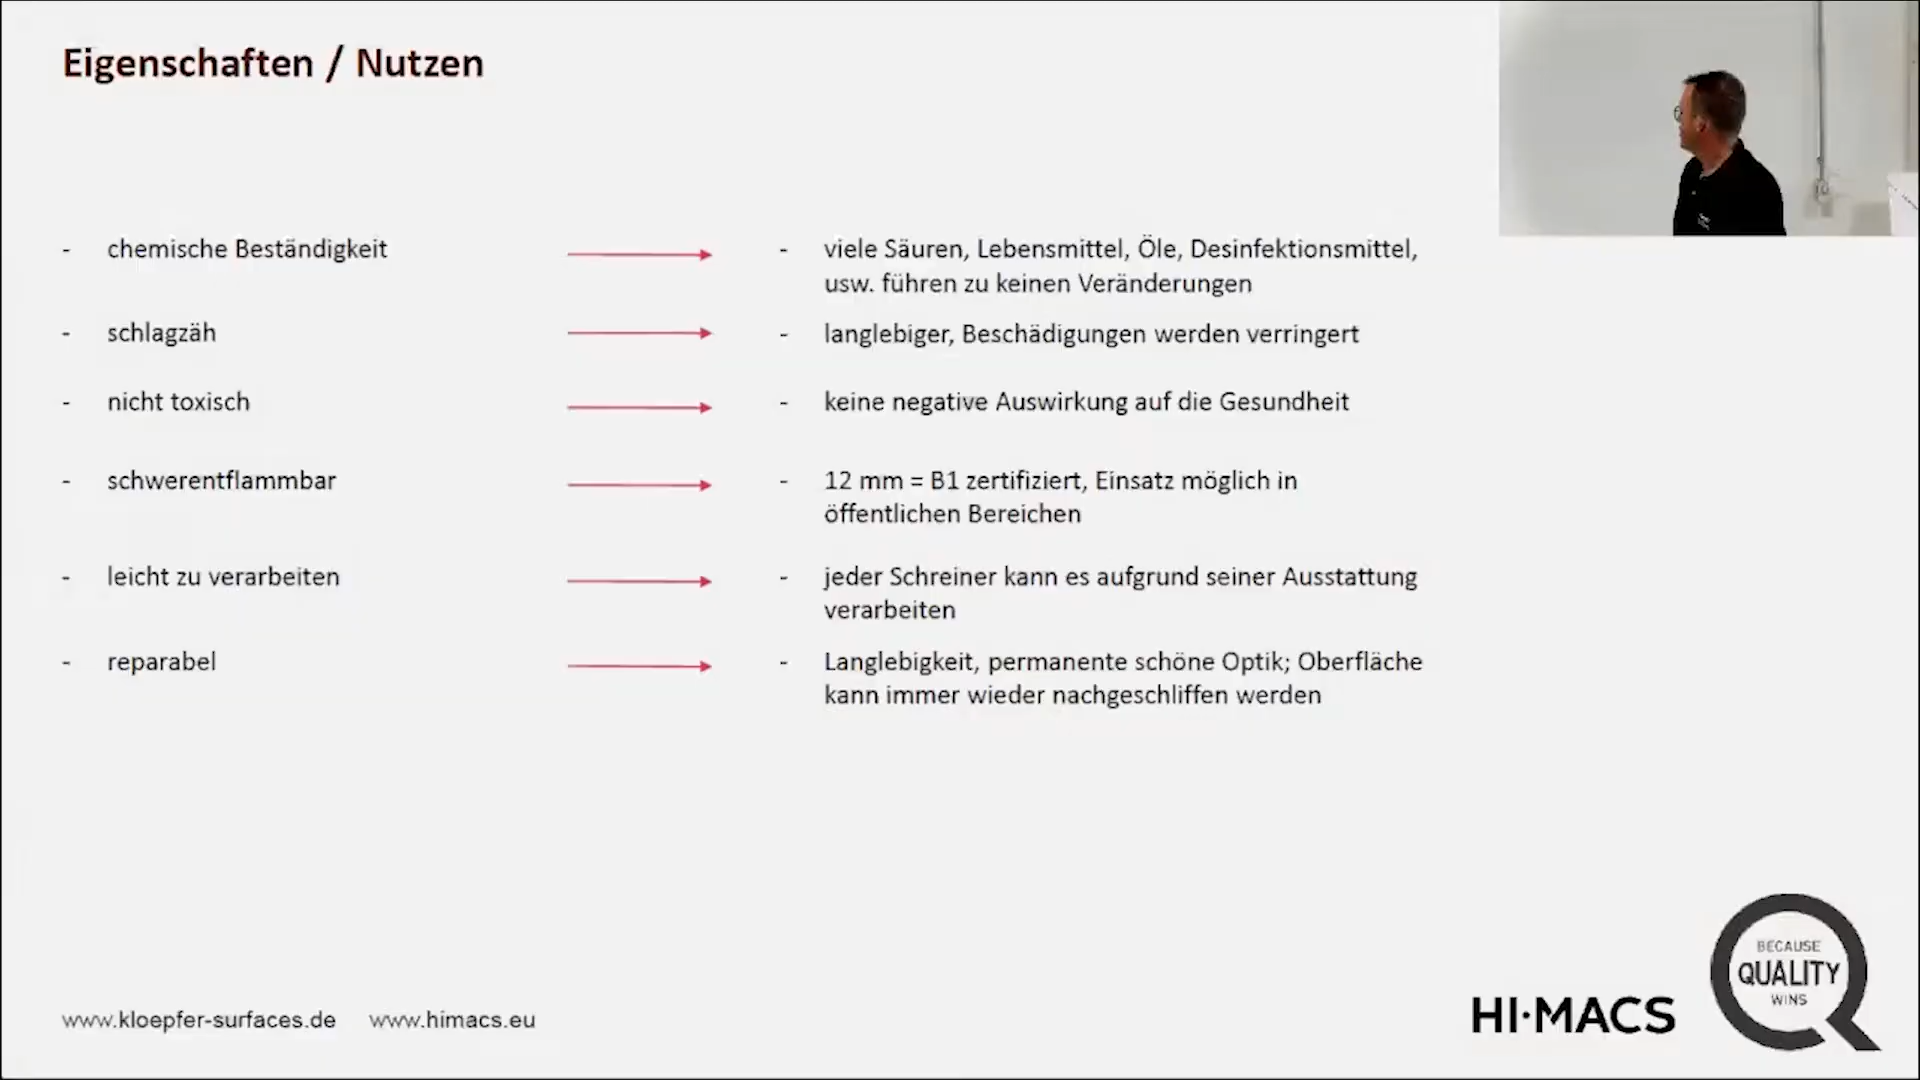 Eigenschaften / Nutzen
- chemische Beständigkeit
- viele Säuren, Lebensmittel, Öle, Desinfektionsmittel,
usw. führen zu keinen Veränderungen
- schlagzäh
- langlebiger, Beschädigungen werden verringert
- nicht toxisch
- keine negative Auswirkung auf die Gesundheit
- schwerentflammbar
- 12 mm = B1 zertifiziert, Einsatz möglich in
öffentlichen Bereichen
- leicht zu verarbeiten
- jeder Schreiner kann es aufgrund seiner Ausstattung
verarbeiten
- reparabel
- Langlebigkeit, permanente schöne Optik; Oberfläche
kann immer wieder nachgeschliffen werden
www.kloepfer-surfaces.de www.himacs.eu
HI·MACS
BECAUSE
QUALITY
WINS